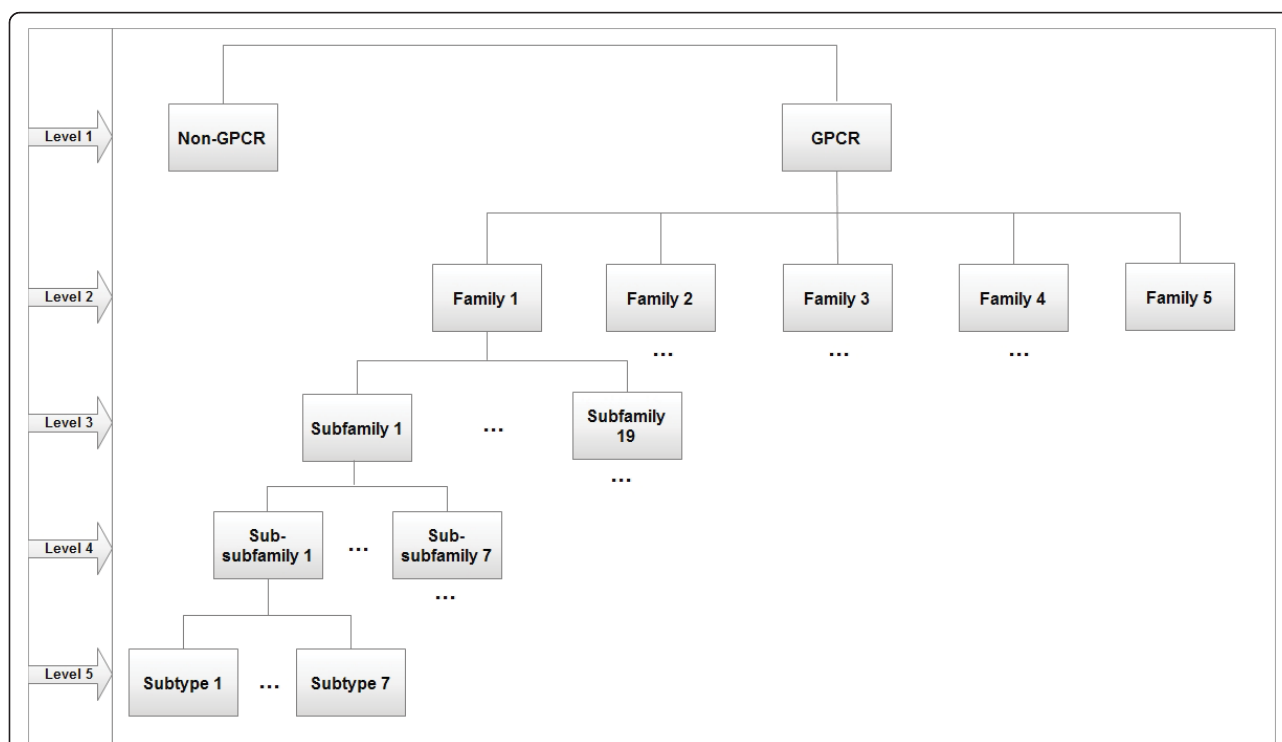 Level 1
Non-GPCR
GPCR
Level 2
Family 1
Family 2
Family 3
Family 4
Family 5
...
...
...
Level 3
Subfamily 1
...
Subfamily
19
...
Level 4
Sub-
subfamily 1
...
Sub-
subfamily 7
...
Level 5
Subtype 1
...
Subtype 7